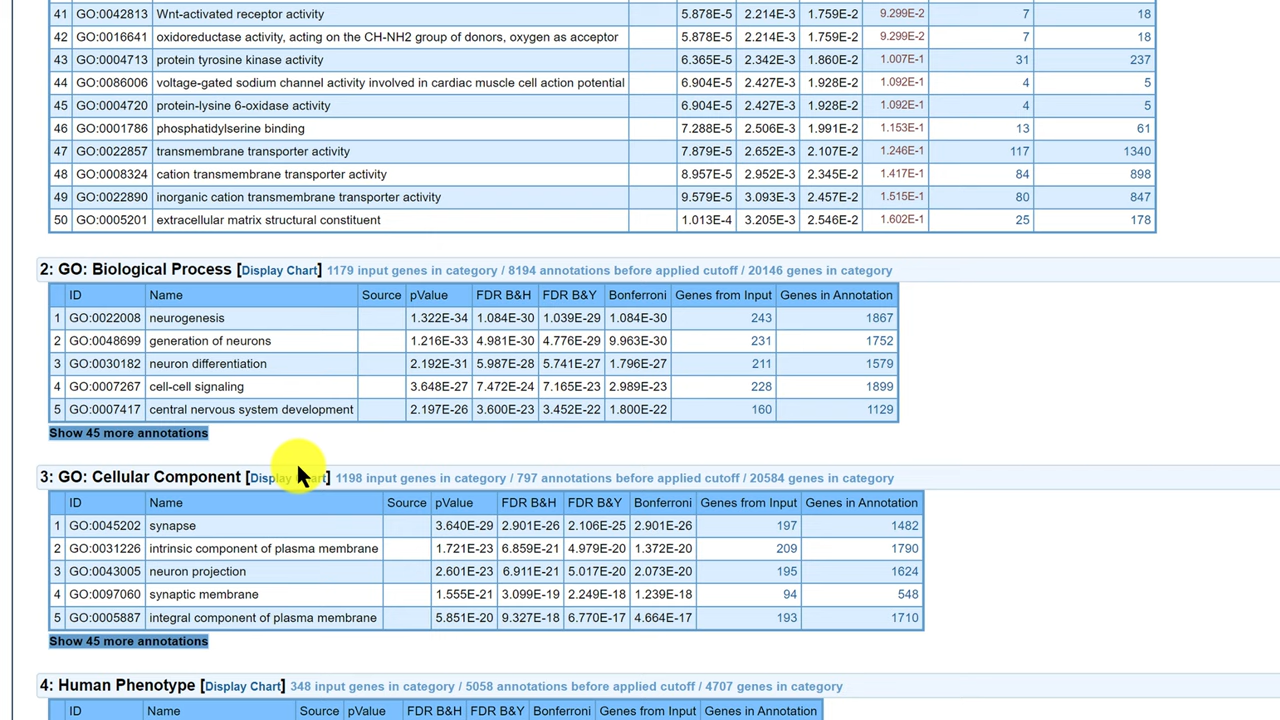 41 GO:0042813 Wnt-activated receptor activity 5.878E-5 2.214E-3 1.759E-2 9.299E-2 7 18
42 GO:0016641 oxidoreductase activity, acting on the CH-NH2 group of donors, oxygen as acceptor 5.878E-5 2.214E-3 1.759E-2 9.299E-2 7 18
43 GO:0004713 protein tyrosine kinase activity 6.365E-5 2.342E-3 1.860E-2 1.007E-1 31 237
44 GO:0086006 voltage-gated sodium channel activity involved in cardiac muscle cell action potential 6.904E-5 2.427E-3 1.928E-2 1.092E-1 4 5
45 GO:0004720 protein-lysine 6-oxidase activity 6.904E-5 2.427E-3 1.928E-2 1.092E-1 4 5
46 GO:0001786 phosphatidylserine binding 7.288E-5 2.506E-3 1.991E-2 1.153E-1 13 61
47 GO:0022857 transmembrane transporter activity 7.879E-5 2.652E-3 2.107E-2 1.246E-1 117 1340
48 GO:0008324 cation transmembrane transporter activity 8.957E-5 2.952E-3 2.345E-2 1.417E-1 84 898
49 GO:0022890 inorganic cation transmembrane transporter activity 9.579E-5 3.093E-3 2.457E-2 1.515E-1 80 847
50 GO:0005201 extracellular matrix structural constituent 1.013E-4 3.205E-3 2.546E-2 1.602E-1 25 178
2: GO: Biological Process [Display Chart] 1179 input genes in category / 8194 annotations before applied cutoff / 20146 genes in category
ID Name Source pValue FDR B&H FDR B&Y Bonferroni Genes from Input Genes in Annotation
1 GO:0022008 neurogenesis 1.322E-34 1.084E-30 1.039E-29 1.084E-30 243 1867
2 GO:0048699 generation of neurons 1.216E-33 4.981E-30 4.776E-29 9.963E-30 231 1752
3 GO:0030182 neuron differentiation 2.192E-31 5.987E-28 5.741E-27 1.796E-27 211 1579
4 GO:0007267 cell-cell signaling 3.648E-27 7.472E-24 7.165E-23 2.989E-23 228 1899
5 GO:0007417 central nervous system development 2.197E-26 3.600E-23 3.452E-22 1.800E-22 160 1129
Show 45 more annotations
3: GO: Cellular Component [Display Chart] 1198 input genes in category / 797 annotations before applied cutoff / 20584 genes in category
ID Name Source pValue FDR B&H FDR B&Y Bonferroni Genes from Input Genes in Annotation
1 GO:0045202 synapse 3.640E-29 2.901E-26 2.106E-25 2.901E-26 197 1482
2 GO:0031226 intrinsic component of plasma membrane 1.721E-23 6.859E-21 4.979E-20 1.372E-20 209 1790
3 GO:0043005 neuron projection 2.601E-23 6.911E-21 5.017E-20 2.073E-20 195 1624
4 GO:0097060 synaptic membrane 1.555E-21 3.099E-19 2.249E-18 1.239E-18 94 548
5 GO:0005887 integral component of plasma membrane 5.851E-20 9.327E-18 6.770E-17 4.664E-17 193 1710
Show 45 more annotations
4: Human Phenotype [Display Chart] 348 input genes in category / 5058 annotations before applied cutoff / 4707 genes in category
ID Name Source pValue FDR B&H FDR B&Y Bonferroni Genes from Input Genes in Annotation